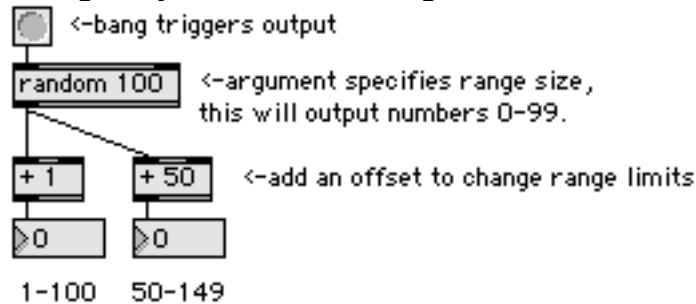 <-bang triggers output
random 100
<-argument specifies range size,
this will output numbers 0-99.
+ 1
+ 50
<-add an offset to change range limits
0
0
1-100
50-149